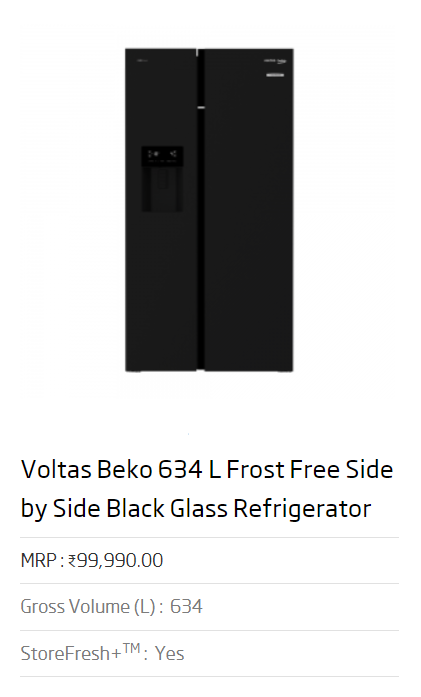 Voltas Beko 634 L Frost Free Side
by Side Black Glass Refrigerator
MRP : ₹99,990.00
Gross Volume (L) : 634
StoreFresh+™ : Yes